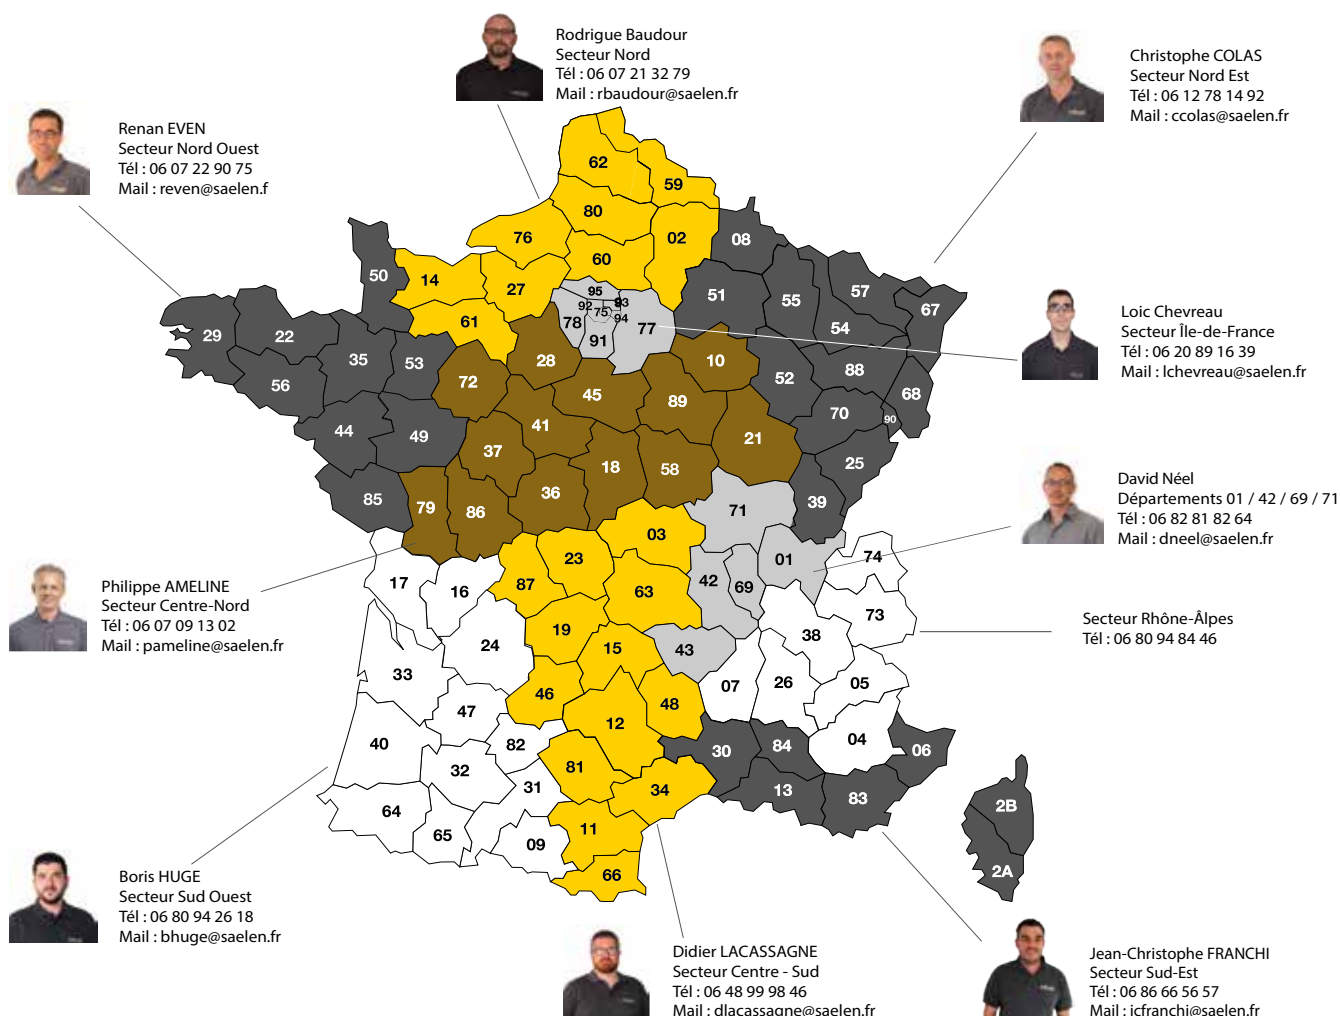 Rodrigue Baudour
Secteur Nord
Tél : 06 07 21 32 79
Mail : rbaudour@saelen.fr
Christophe COLAS
Secteur Nord Est
Tél : 06 12 78 14 92
Mail : ccolas@saelen.fr
Renan EVEN
Secteur Nord Ouest
Tél : 06 07 22 90 75
Mail : reven@saelen.f
Loic Chevreau
Secteur Île-de-France
Tél : 06 20 89 16 39
Mail : lchevreau@saelen.fr
David Néel
Départements 01 / 42 / 69 / 71
Tél : 06 82 81 82 64
Mail : dneel@saelen.fr
Philippe AMELINE
Secteur Centre-Nord
Tél : 06 07 09 13 02
Mail : pameline@saelen.fr
Secteur Rhône-Âlpes
Tél : 06 80 94 84 46
Boris HUGE
Secteur Sud Ouest
Tél : 06 80 94 26 18
Mail : bhuge@saelen.fr
Didier LACASSAGNE
Secteur Centre - Sud
Tél : 06 48 99 98 46
Mail : dlacassagne@saelen.fr
Jean-Christophe FRANCHI
Secteur Sud-Est
Tél : 06 86 66 56 57
Mail : jcfranchi@saelen.fr
62
59
80
76
02
60
08
50
14
27
95
92
93
75
94
78
91
77
51
55
57
67
54
61
29
22
35
53
72
28
10
52
88
68
56
45
89
70
90
44
49
41
21
25
37
18
58
85
79
86
36
71
39
03
23
17
16
87
63
42
69
01
74
73
24
19
15
43
38
33
46
48
07
26
05
47
12
40
82
30
84
04
06
32
81
31
34
13
83
64
65
11
09
66
2B
2A